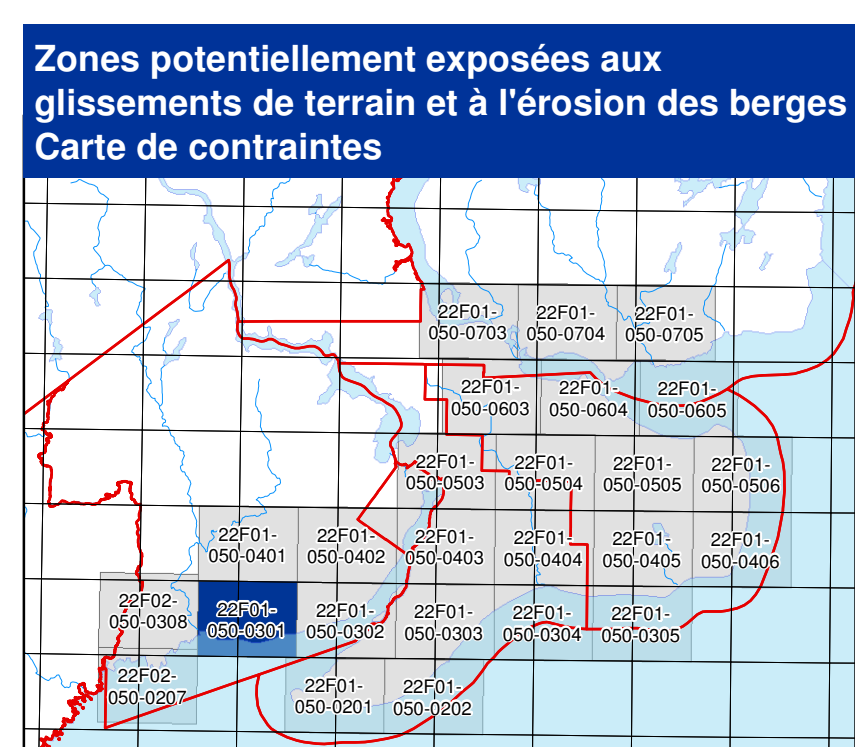 Zones potentiellement exposées aux
glissements de terrain et à l'érosion des berges
Carte de contraintes
22F01-
050-0703
22F01-
050-0704
22F01-
050-0705
22F01-
050-0603
22F01-
050-0604
22F01-
050-0605
22F01-
050-0503
22F01-
050-0504
22F01-
050-0505
22F01-
050-0506
22F01-
050-0401
22F01-
050-0402
22F01-
050-0403
22F01-
050-0404
22F01-
050-0405
22F01-
050-0406
22F02-
050-0308
22F01-
050-0301
22F01-
050-0302
22F01-
050-0303
22F01-
050-0304
22F01-
050-0305
22F02-
050-0207
22F01-
050-0201
22F01-
050-0202